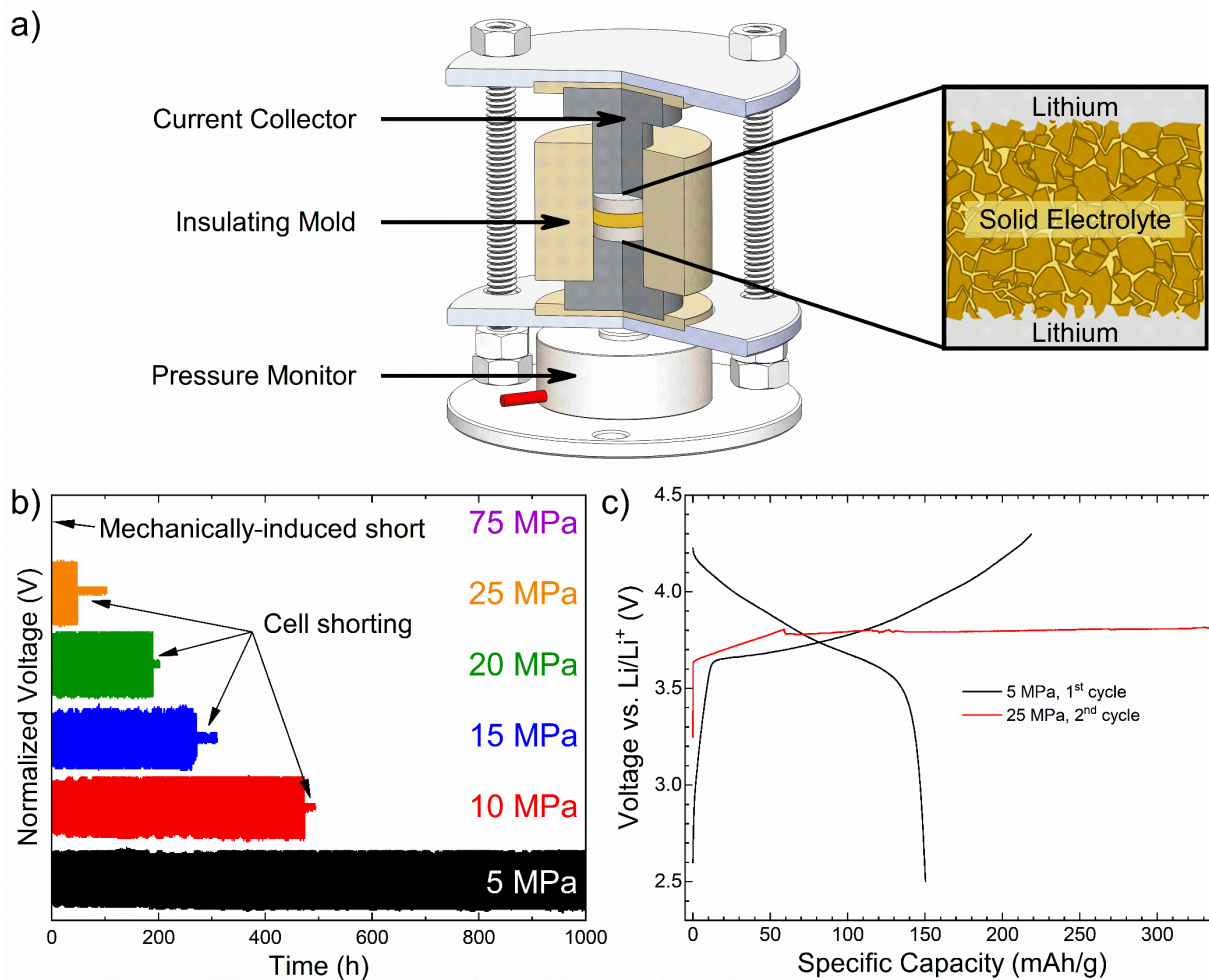 a)
Current Collector
Insulating Mold
Pressure Monitor
Lithium
Solid Electrolyte
Lithium
b)
Mechanically-induced short
75 MPa
25 MPa
Cell shorting
20 MPa
15 MPa
10 MPa
5 MPa
Normalized Voltage (V)
0 200 400 600 800 1000
Time (h)
c)
4.5
4.0
3.5
3.0
2.5
Voltage vs. Li/Li⁺ (V)
5 MPa, 1ˢᵗ cycle
25 MPa, 2ⁿᵈ cycle
0 50 100 150 200 250 300
Specific Capacity (mAh/g)